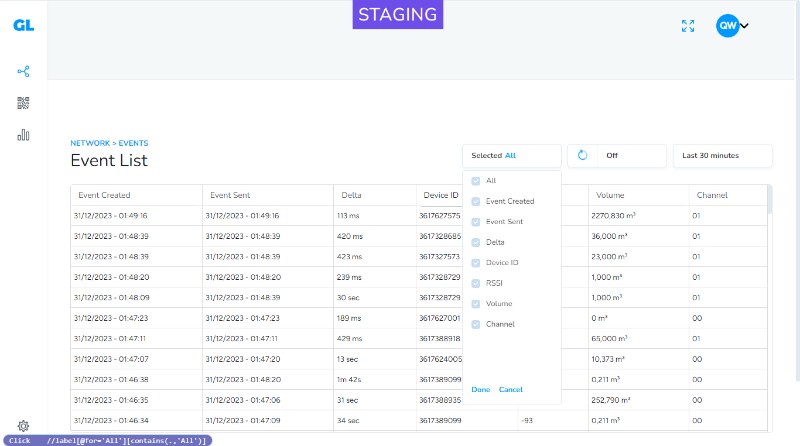 STAGING
GL
QW
NETWORK > EVENTS
Event List
Selected All
Off
Last 30 minutes
Event Created Event Sent Delta Device ID Volume Channel
31/12/2023 - 01:49:16 31/12/2023 - 01:49:16 113 ms 3617627575 2270,830 m³ 01
31/12/2023 - 01:48:39 31/12/2023 - 01:48:39 420 ms 3617328685 36,000 m³ 01
31/12/2023 - 01:48:39 31/12/2023 - 01:48:39 423 ms 3617327573 23,000 m³ 01
31/12/2023 - 01:48:20 31/12/2023 - 01:48:20 239 ms 3617328729 1,000 m³ 01
31/12/2023 - 01:48:09 31/12/2023 - 01:48:39 30 sec 3617328729 1,000 m³ 01
31/12/2023 - 01:47:23 31/12/2023 - 01:47:23 189 ms 3617627001 0 m³ 00
31/12/2023 - 01:47:11 31/12/2023 - 01:47:11 429 ms 3617388918 65,000 m³ 01
31/12/2023 - 01:47:07 31/12/2023 - 01:47:20 13 sec 3617624005 10,373 m³ 00
31/12/2023 - 01:46:38 31/12/2023 - 01:48:20 1m 42s 3617389099 0,211 m³ 00
31/12/2023 - 01:46:35 31/12/2023 - 01:47:06 31 sec 3617388935 252,790 m³ 00
31/12/2023 - 01:46:34 31/12/2023 - 01:47:09 34 sec 3617389099 -93 0,211 m³ 00
All
Event Created
Event Sent
Delta
Device ID
RSSI
Volume
Channel
Done Cancel
Click //label[@for='All'][contains(.,'All')]